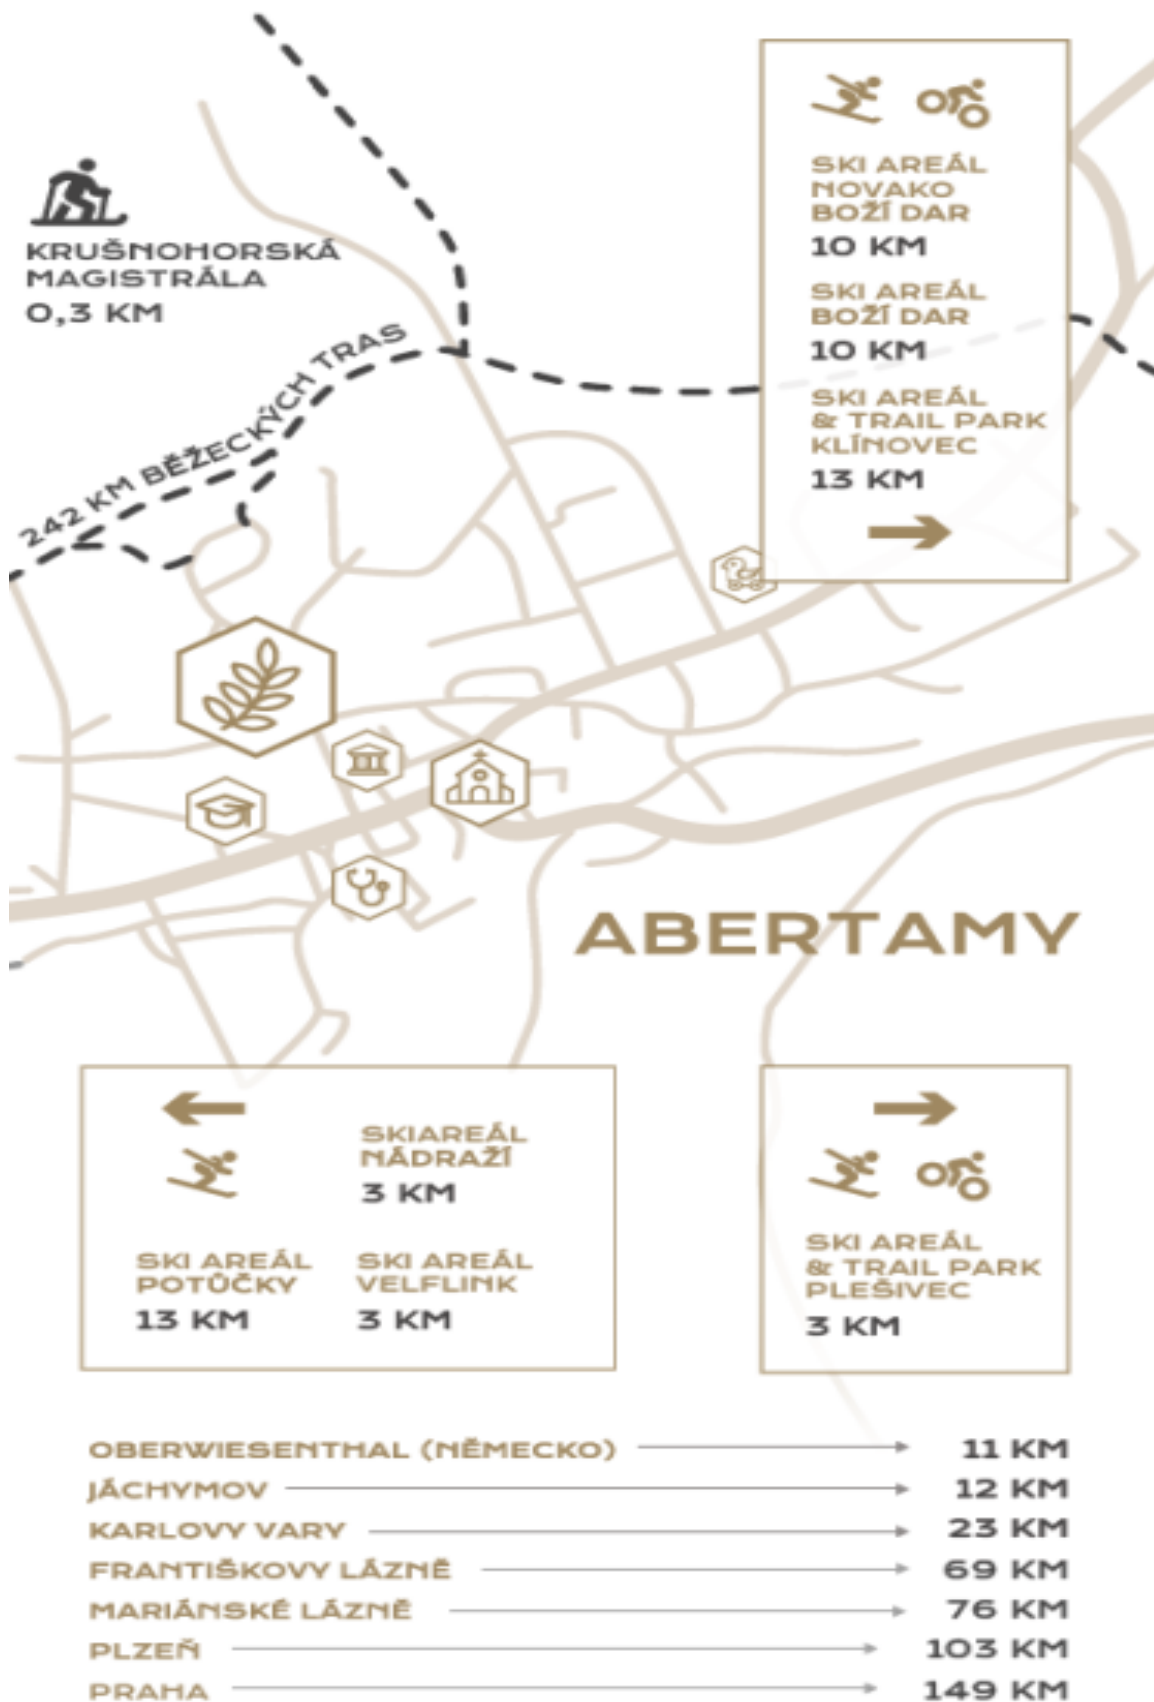 SKI AREÁL
NOVAKO
BOŽÍ DAR
10 KM
SKI AREÁL
BOŽÍ DAR
10 KM
SKI AREÁL
& TRAIL PARK
KLÍNOVEC
13 KM
KRUŠNOHORSKÁ
MAGISTRÁLA
0,3 KM
242 KM BĚŽECKÝCH TRAS
ABERTAMY
SKIAREÁL
NÁDRAŽÍ
3 KM
SKI AREÁL
POTŮČKY
13 KM
SKI AREÁL
VELFLINK
3 KM
SKI AREÁL
& TRAIL PARK
PLEŠIVEC
3 KM
OBERWIESENTHAL (NĚMECKO) 11 KM
JÁCHYMOV 12 KM
KARLOVY VARY 23 KM
FRANTIŠKOVY LÁZNĚ 69 KM
MARIÁNSKÉ LÁZNĚ 76 KM
PLZEŇ 103 KM
PRAHA 149 KM